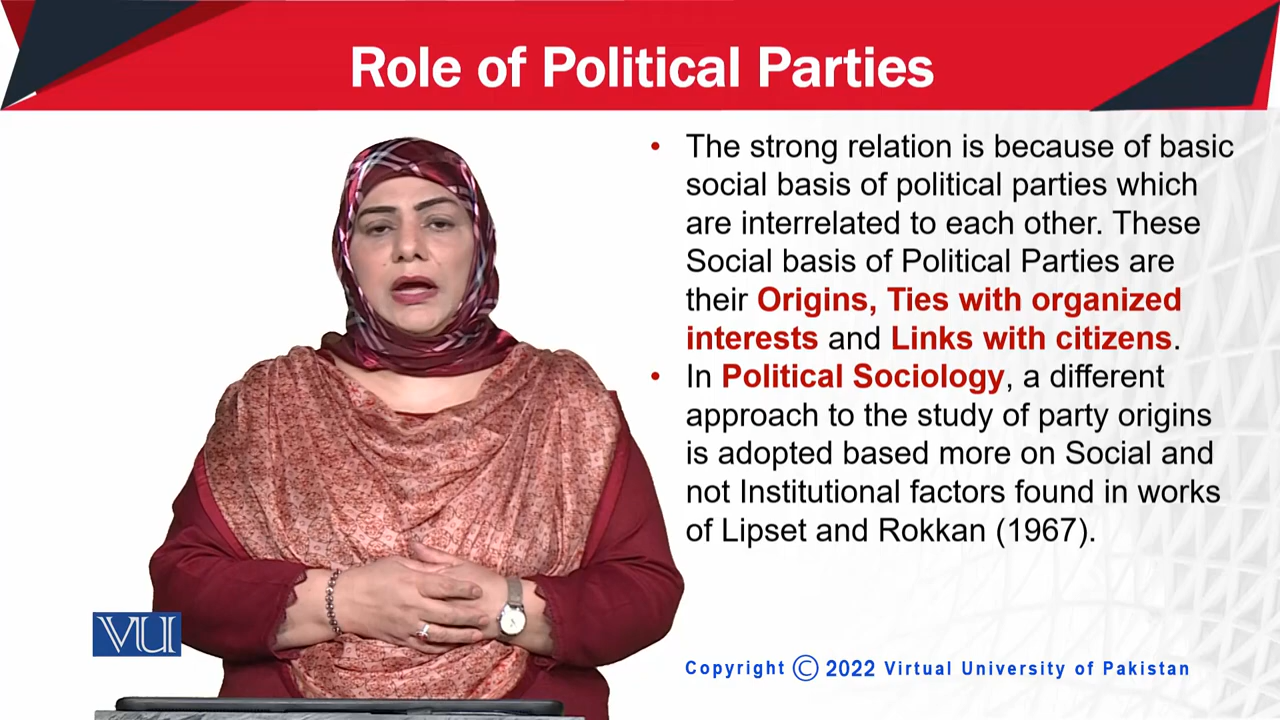 Role of Political Parties
• The strong relation is because of basic
social basis of political parties which
are interrelated to each other. These
Social basis of Political Parties are
their Origins, Ties with organized
interests and Links with citizens.
• In Political Sociology, a different
approach to the study of party origins
is adopted based more on Social and
not Institutional factors found in works
of Lipset and Rokkan (1967).
VU
Copyright © 2022 Virtual University of Pakistan